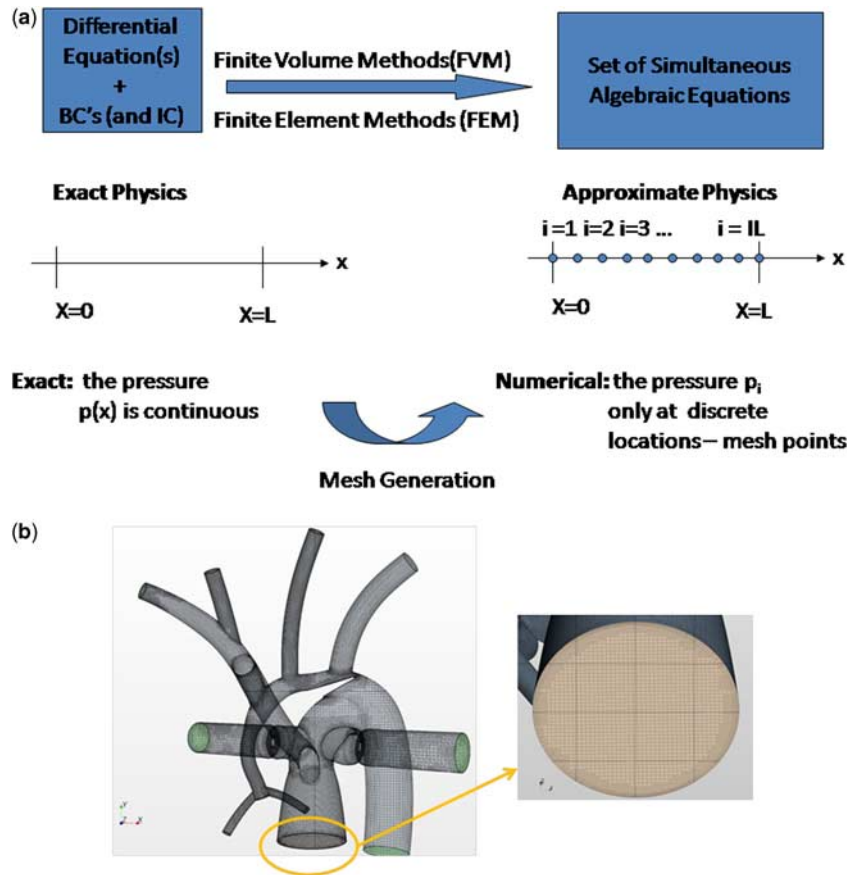 (a)
Differential
Equation(s)
+
BC's (and IC)
Finite Volume Methods(FVM)
Finite Element Methods (FEM)
Set of Simultaneous
Algebraic Equations
Exact Physics
x
X=0
X=L
Approximate Physics
i =1 i=2 i=3 ... i = IL
x
X=0
X=L
Exact: the pressure
p(x) is continuous
Numerical: the pressure pᵢ
only at discrete
locations– mesh points
Mesh Generation
(b)
Y
Z X